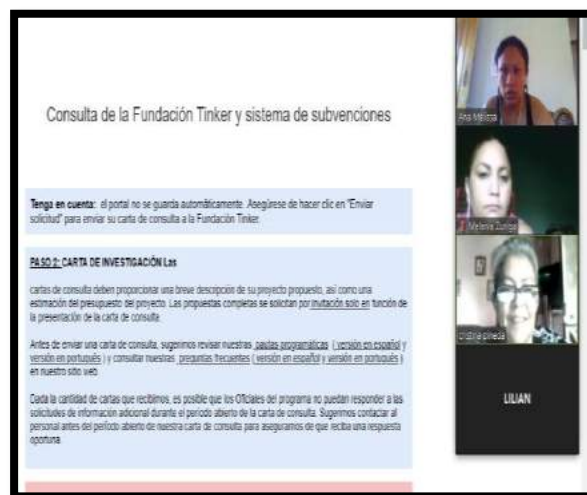 Consulta de la Fundación Tinker y sistema de subvenciones
Tenga en cuenta: el portal no se guarda automáticamente. Asegúrese de hacer clic en "Enviar
solicitud" para enviar su carta de consulta a la Fundación Tinker.
PASO 2: CARTA DE INVESTIGACIÓN Las
cartas de consulta deben proporcionar una breve descripción de su proyecto propuesto, así como una
estimación del presupuesto del proyecto. Las propuestas completas se solicitan por invitación solo en función de
la presentación de la carta de consulta.
Antes de enviar una carta de consulta, sugerimos revisar nuestras pautas programáticas ( versión en español y
versión en portugués ) y consultar nuestras preguntas frecuentes ( versión en español y versión en portugués )
en nuestro sitio web.
Dada la cantidad de cartas que recibimos, es posible que los Oficiales del programa no puedan responder a las
solicitudes de información adicional durante el período abierto de la carta de consulta. Sugerimos contactar al
personal antes del período abierto de nuestra carta de consulta para asegurarnos de que reciba una respuesta
oportuna.
Ana Melissa
Melania Zuniga
cristina pineda
LILIAN